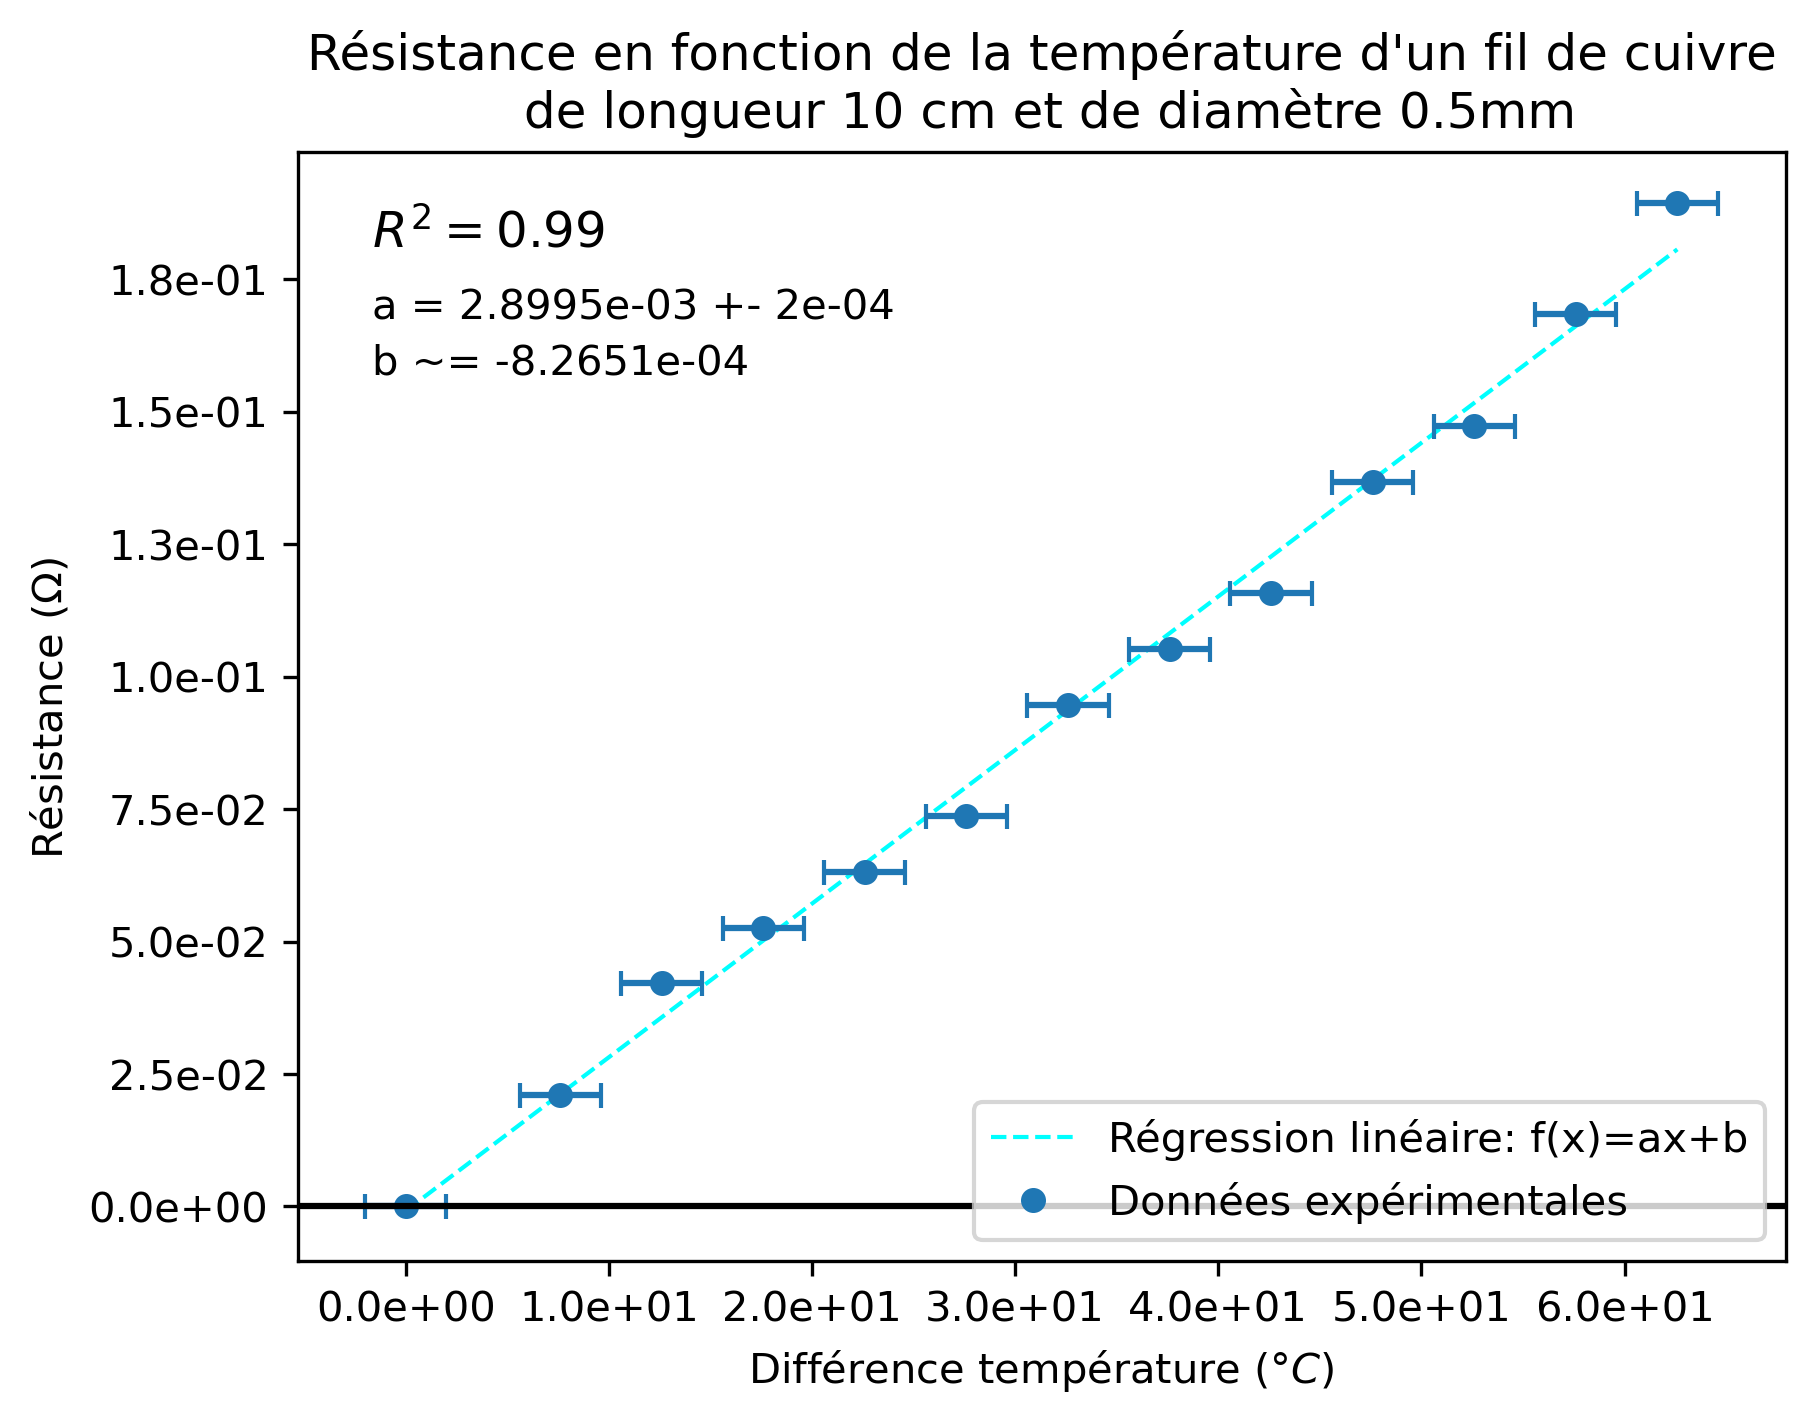 Résistance en fonction de la température d'un fil de cuivre
de longueur 10 cm et de diamètre 0.5mm
R² = 0.99
a = 2.8995e-03 +- 2e-04
b ~= -8.2651e-04
1.8e-01
1.5e-01
1.3e-01
1.0e-01
7.5e-02
5.0e-02
2.5e-02
0.0e+00
Résistance (Ω)
Régression linéaire: f(x)=ax+b
Données expérimentales
0.0e+00 1.0e+01 2.0e+01 3.0e+01 4.0e+01 5.0e+01 6.0e+01
Différence température (°C)